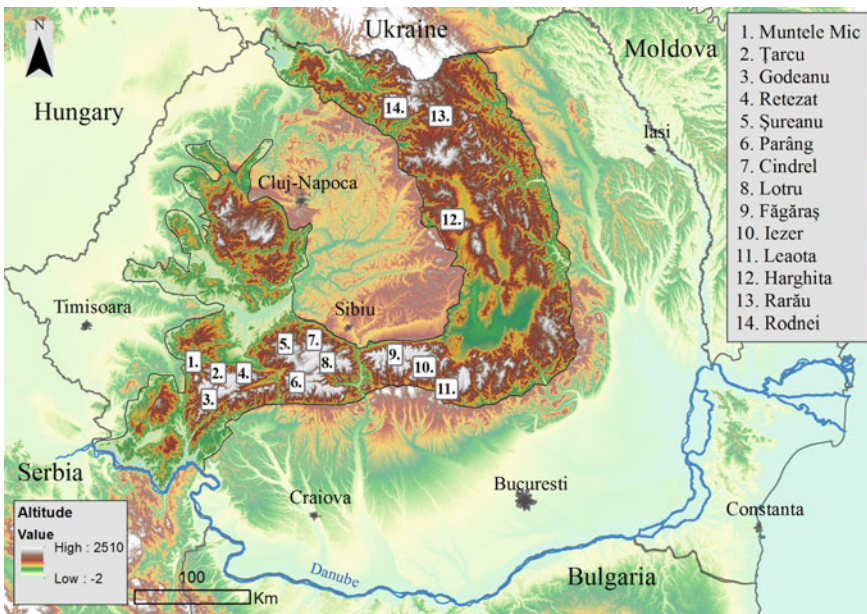 Ukraine
Moldova
N
Hungary
1. Muntele Mic
2. Țarcu
3. Godeanu
4. Retezat
5. Șureanu
6. Parâng
7. Cindrel
8. Lotru
9. Făgăraș
10. Iezer
11. Leaota
12. Harghita
13. Rarău
14. Rodnei
14.
13.
Iasi
Cluj-Napoca
12.
Timisoara
Sibiu
5.
7.
1.
2.
4.
8.
9.
10.
6.
3.
11.
Serbia
Craiova
Bucuresti
Constanta
Altitude
Value
High : 2510
Low : -2
100
Km
Danube
Bulgaria